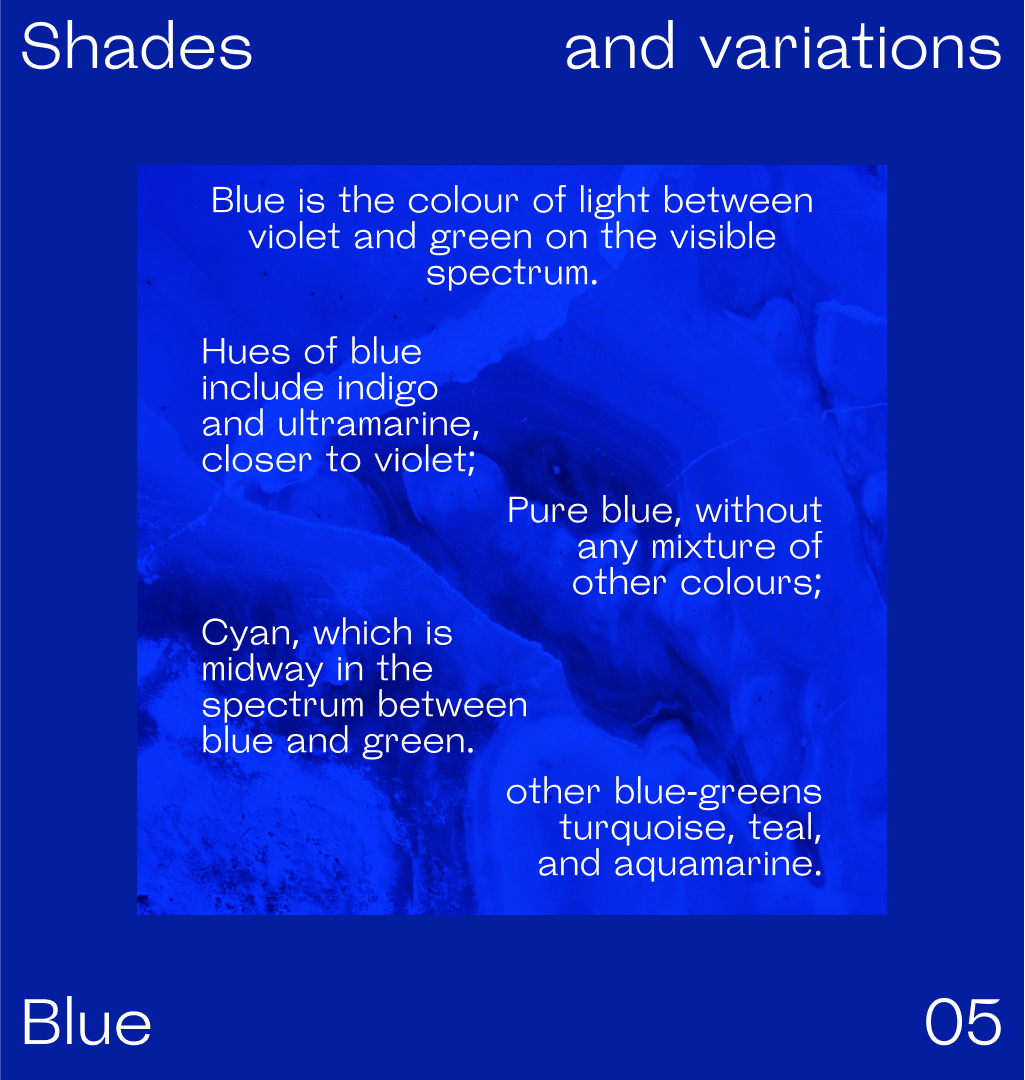 Shades
and variations
Blue is the colour of light between
violet and green on the visible
spectrum.
Hues of blue
include indigo
and ultramarine,
closer to violet;
Pure blue, without
any mixture of
other colours;
Cyan, which is
midway in the
spectrum between
blue and green.
other blue-greens
turquoise, teal,
and aquamarine.
Blue
05